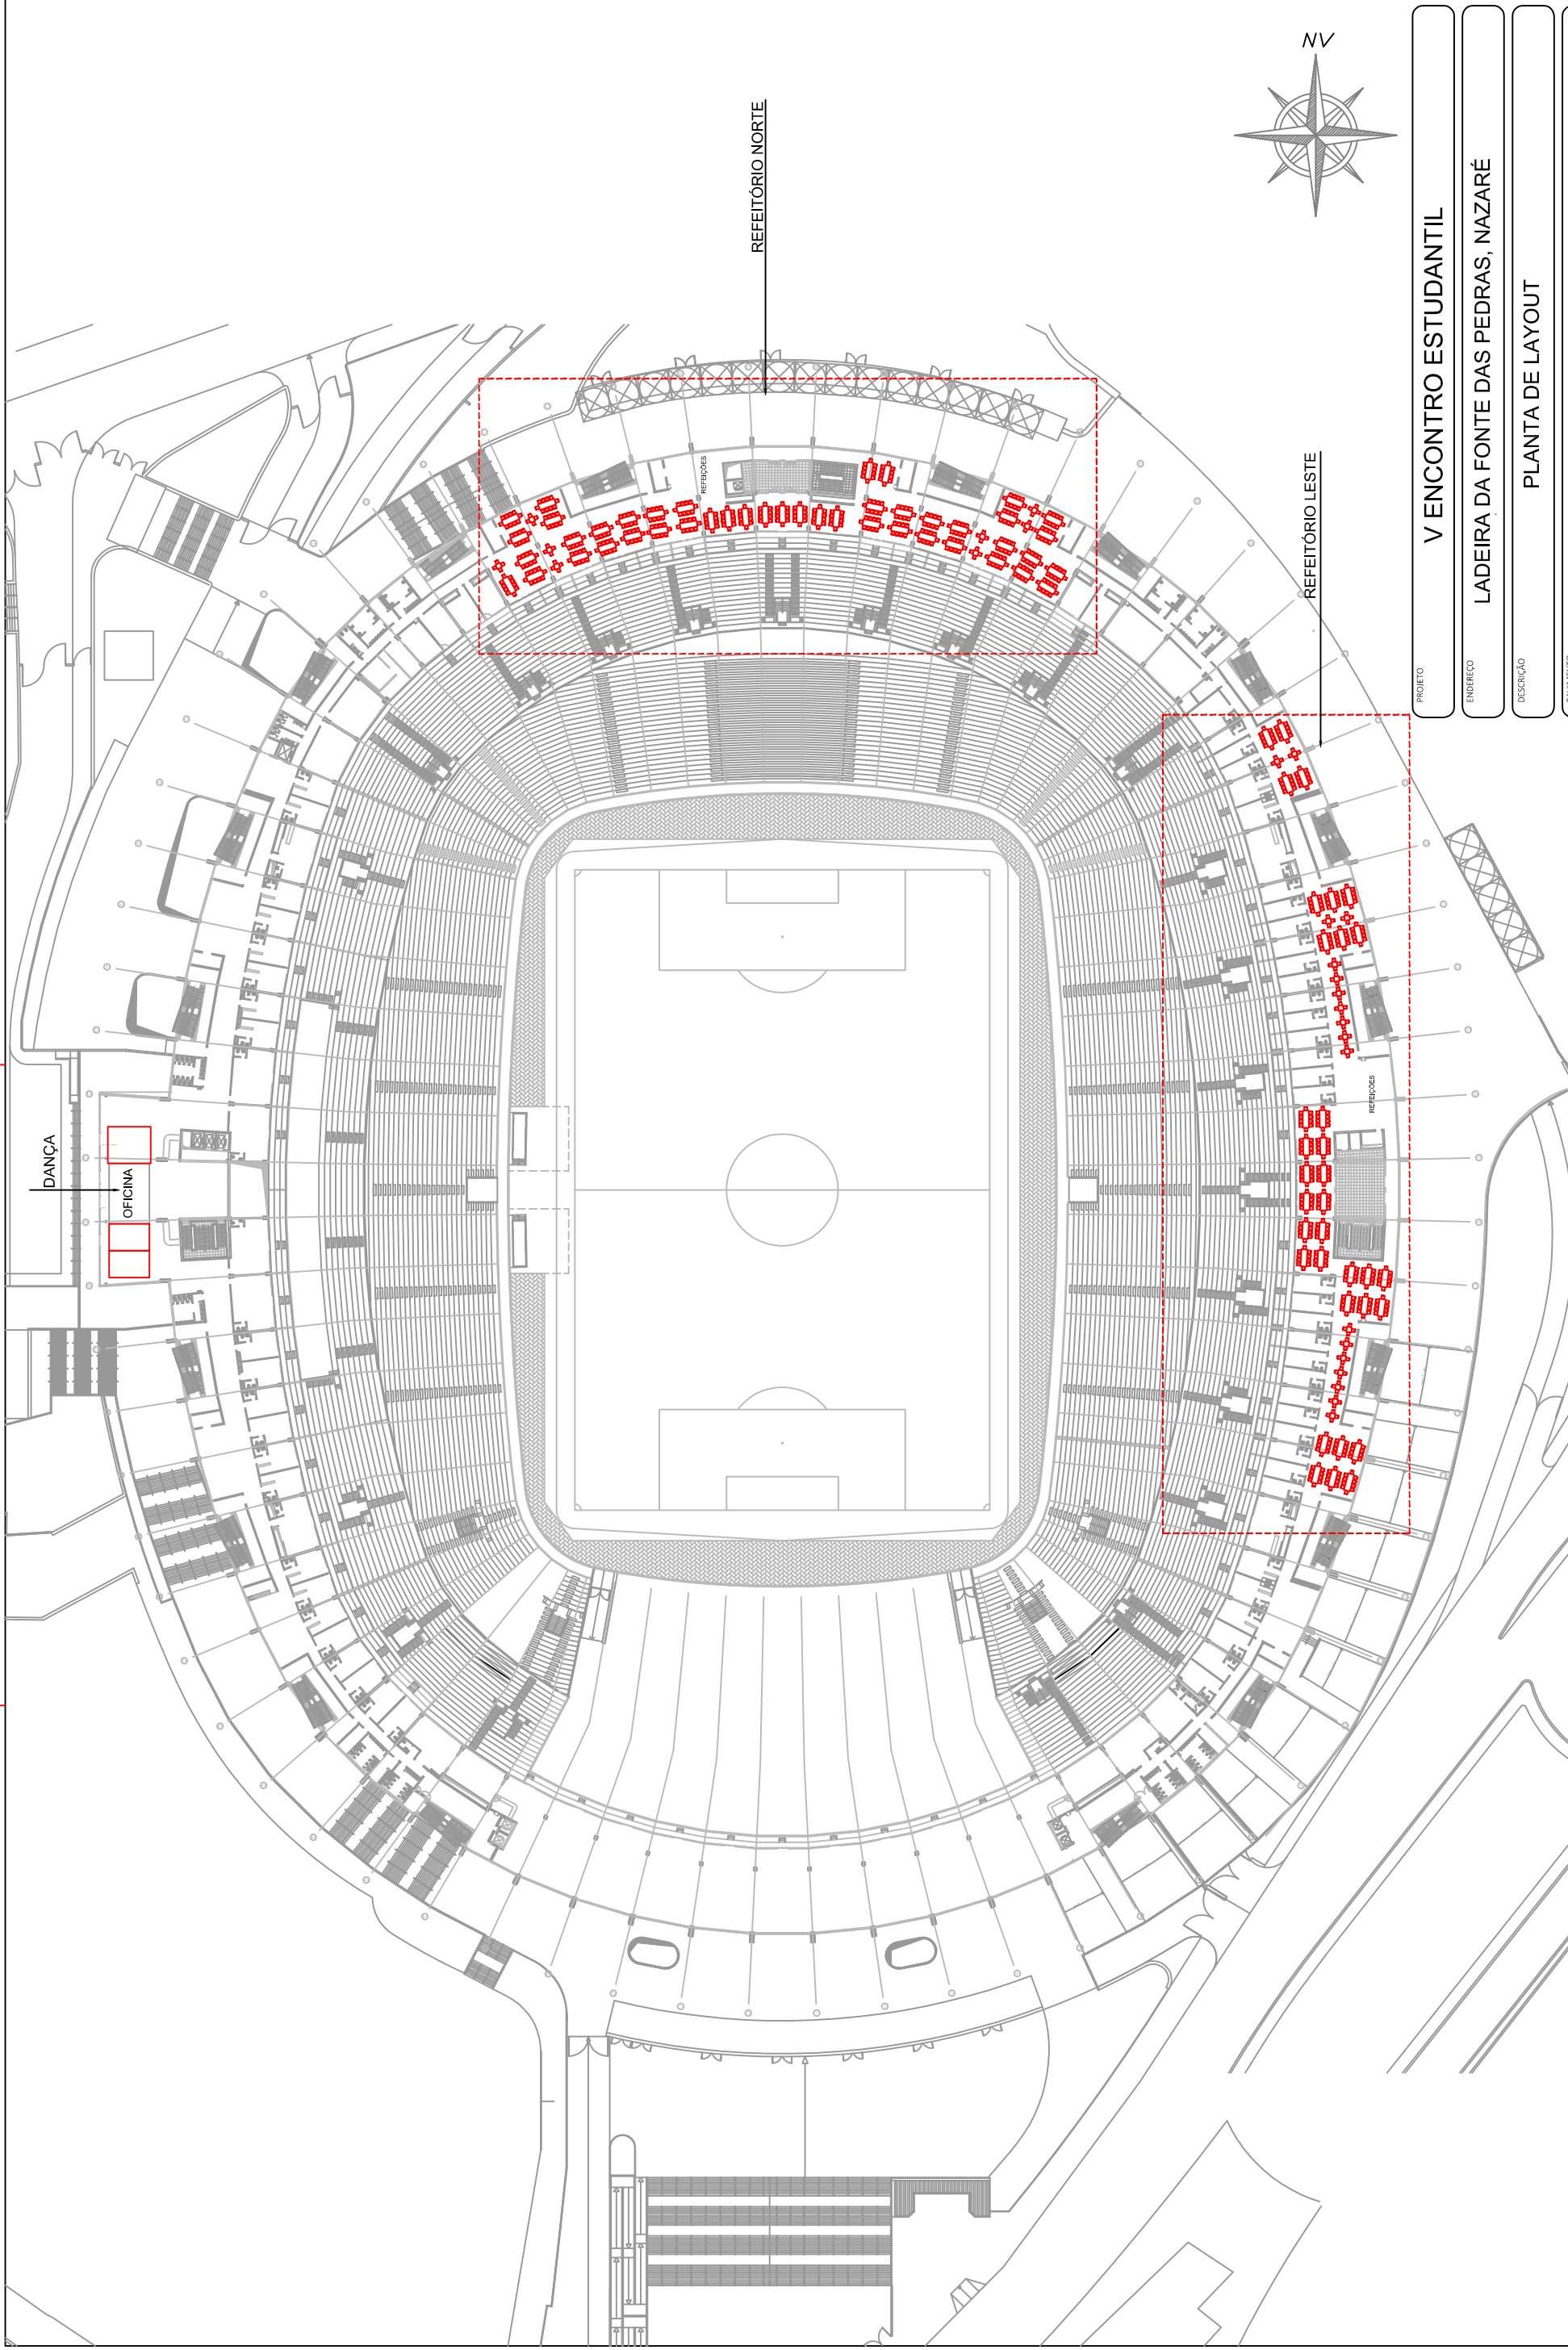 NV
REFEITÓRIO NORTE
REFEITÓRIO LESTE
REFEIÇÕES
REFEIÇÕES
DANÇA
OFICINA
PROJETO
V ENCONTRO ESTUDANTIL
ENDEREÇO
LADEIRA DA FONTE DAS PEDRAS, NAZARÉ
DESCRIÇÃO
PLANTA DE LAYOUT